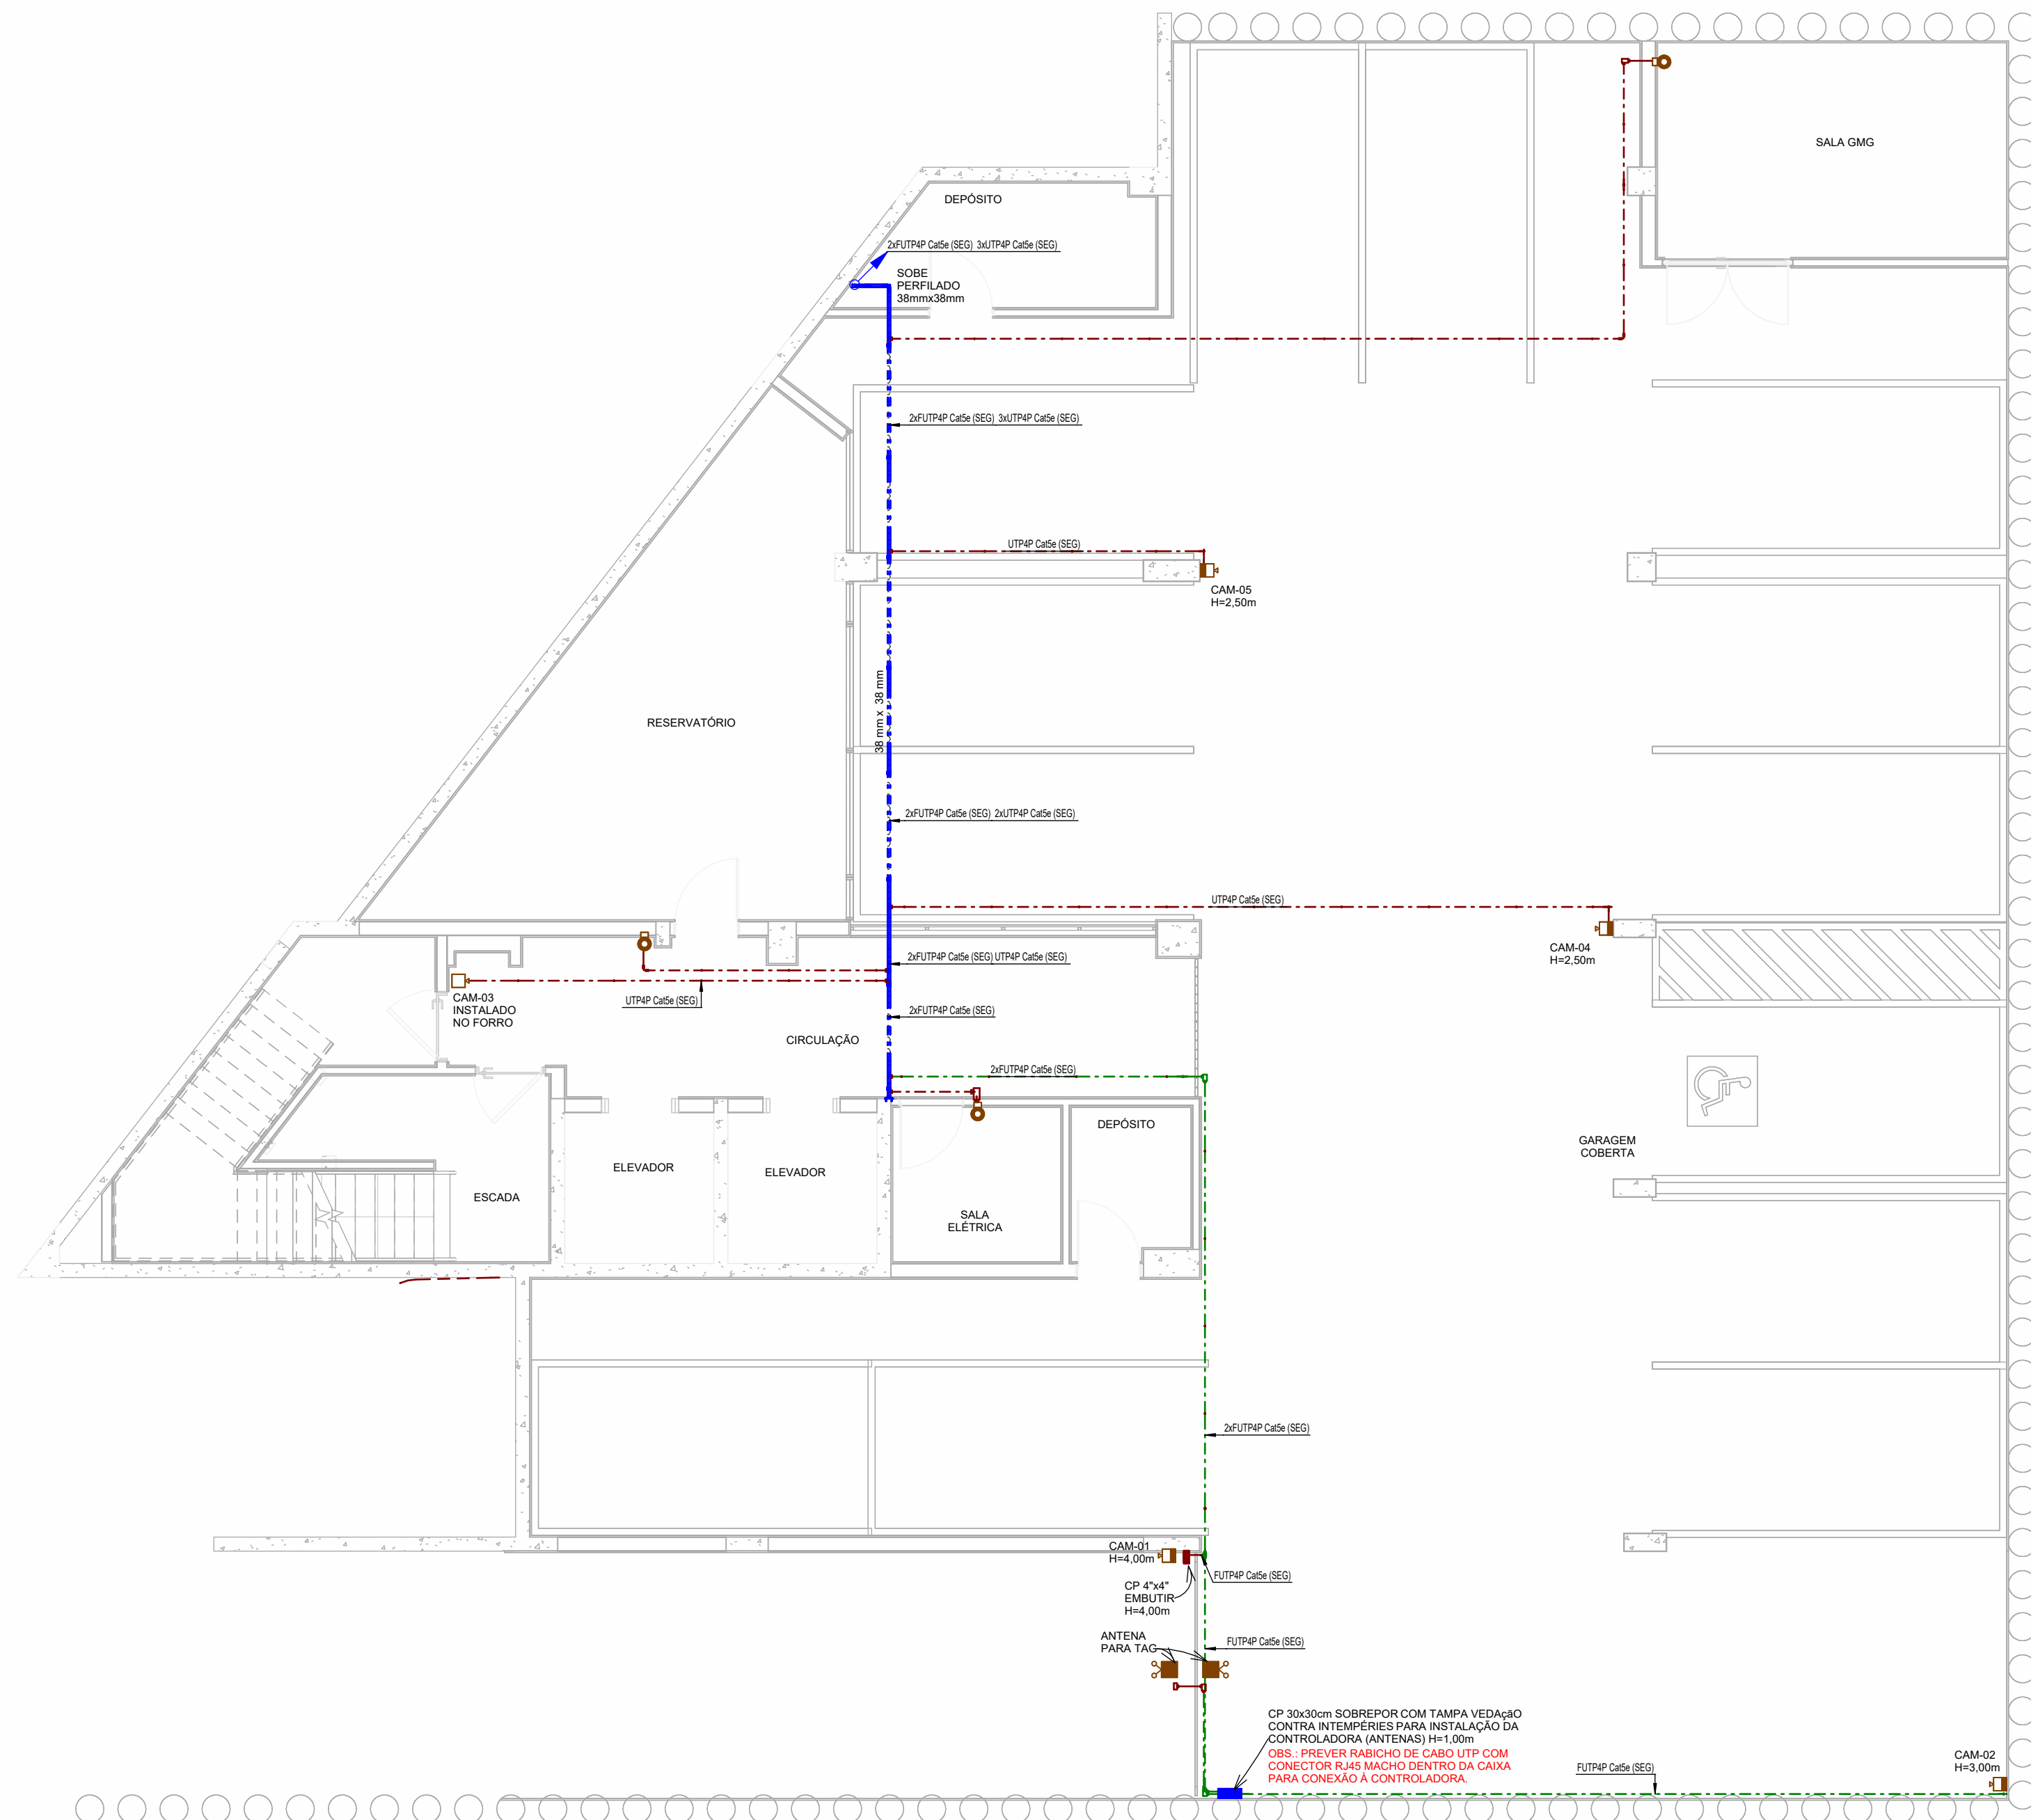 SALA GMG
DEPÓSITO
2xFUTP4P Cat5e (SEG) 3xUTP4P Cat5e (SEG)
SOBE
PERFILADO
38mmx38mm
2xFUTP4P Cat5e (SEG) 3xUTP4P Cat5e (SEG)
UTP4P Cat5e (SEG)
CAM-05
H=2,50m
38 mm x 38 mm
RESERVATÓRIO
2xFUTP4P Cat5e (SEG) 2xUTP4P Cat5e (SEG)
UTP4P Cat5e (SEG)
CAM-04
H=2,50m
2xFUTP4P Cat5e (SEG) UTP4P Cat5e (SEG)
CAM-03
INSTALADO
NO FORRO
UTP4P Cat5e (SEG)
2xFUTP4P Cat5e (SEG)
CIRCULAÇÃO
2xFUTP4P Cat5e (SEG)
DEPÓSITO
GARAGEM
COBERTA
ELEVADOR
ELEVADOR
ESCADA
SALA
ELÉTRICA
2xFUTP4P Cat5e (SEG)
CAM-01
H=4,00m
FUTP4P Cat5e (SEG)
CP 4"x4"
EMBUTIR
H=4,00m
ANTENA
PARA TAG
FUTP4P Cat5e (SEG)
CP 30x30cm SOBREPOR COM TAMPA VEDAçãO
CONTRA INTEMPÉRIES PARA INSTALAÇÃO DA
CONTROLADORA (ANTENAS) H=1,00m
OBS.: PREVER RABICHO DE CABO UTP COM
CONECTOR RJ45 MACHO DENTRO DA CAIXA
PARA CONEXÃO À CONTROLADORA.
FUTP4P Cat5e (SEG)
CAM-02
H=3,00m